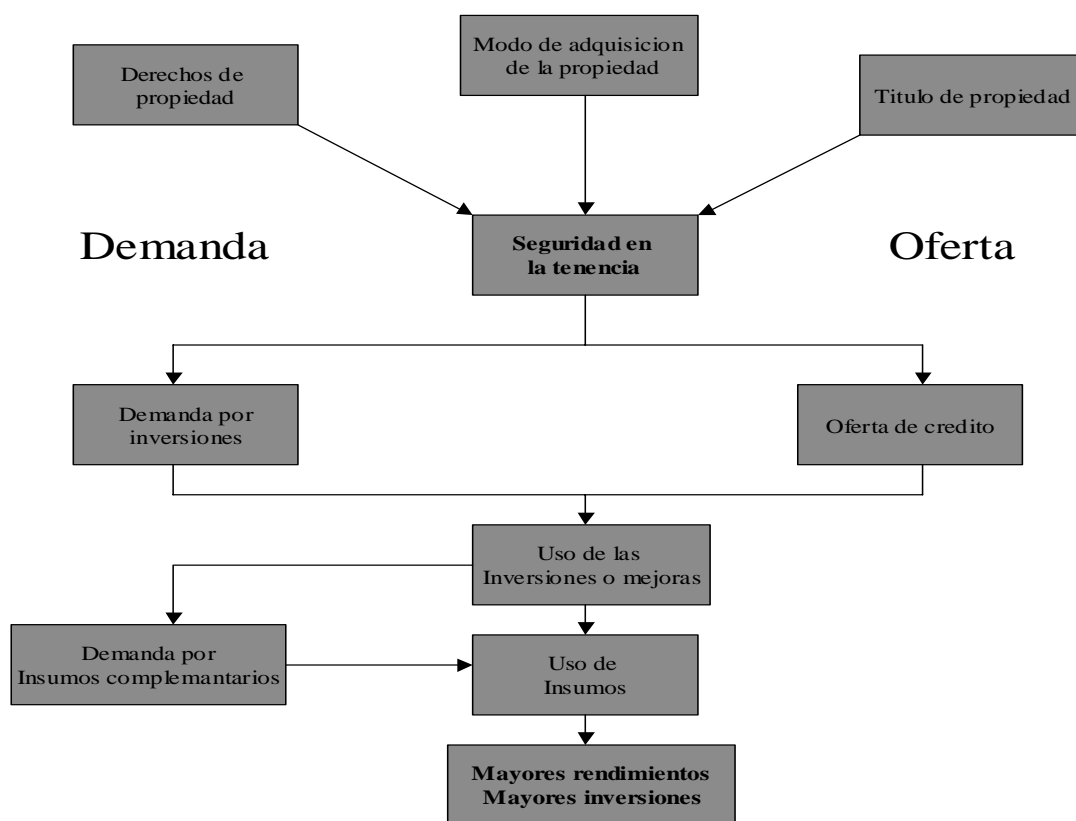 Derechos de
propiedad
Modo de adquisicion
de la propiedad
Titulo de propiedad
Demanda
Seguridad en
la tenencia
Oferta
Demanda por
inversiones
Oferta de credito
Uso de las
Inversiones o mejoras
Demanda por
Insumos complemantarios
Uso de
Insumos
Mayores rendimientos
Mayores inversiones